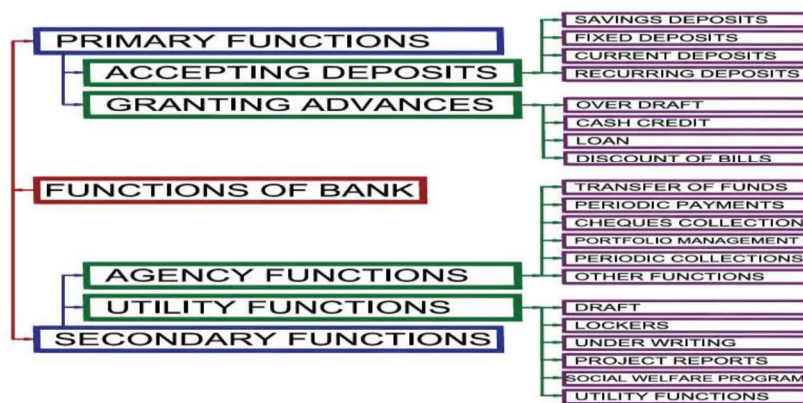 SAVINGS DEPOSITS
PRIMARY FUNCTIONS
FIXED DEPOSITS
CURRENT DEPOSITS
ACCEPTING DEPOSITS
RECURRING DEPOSITS
GRANTING ADVANCES
OVER DRAFT
CASH CREDIT
LOAN
DISCOUNT OF BILLS
FUNCTIONS OF BANK
TRANSFER OF FUNDS
PERIODIC PAYMENTS
CHEQUES COLLECTION
PORTFOLIO MANAGEMENT
PERIODIC COLLECTIONS
AGENCY FUNCTIONS
OTHER FUNCTIONS
UTILITY FUNCTIONS
DRAFT
LOCKERS
SECONDARY FUNCTIONS
UNDER WRITING
PROJECT REPORTS
SOCIAL WELFARE PROGRAM
UTILITY FUNCTIONS